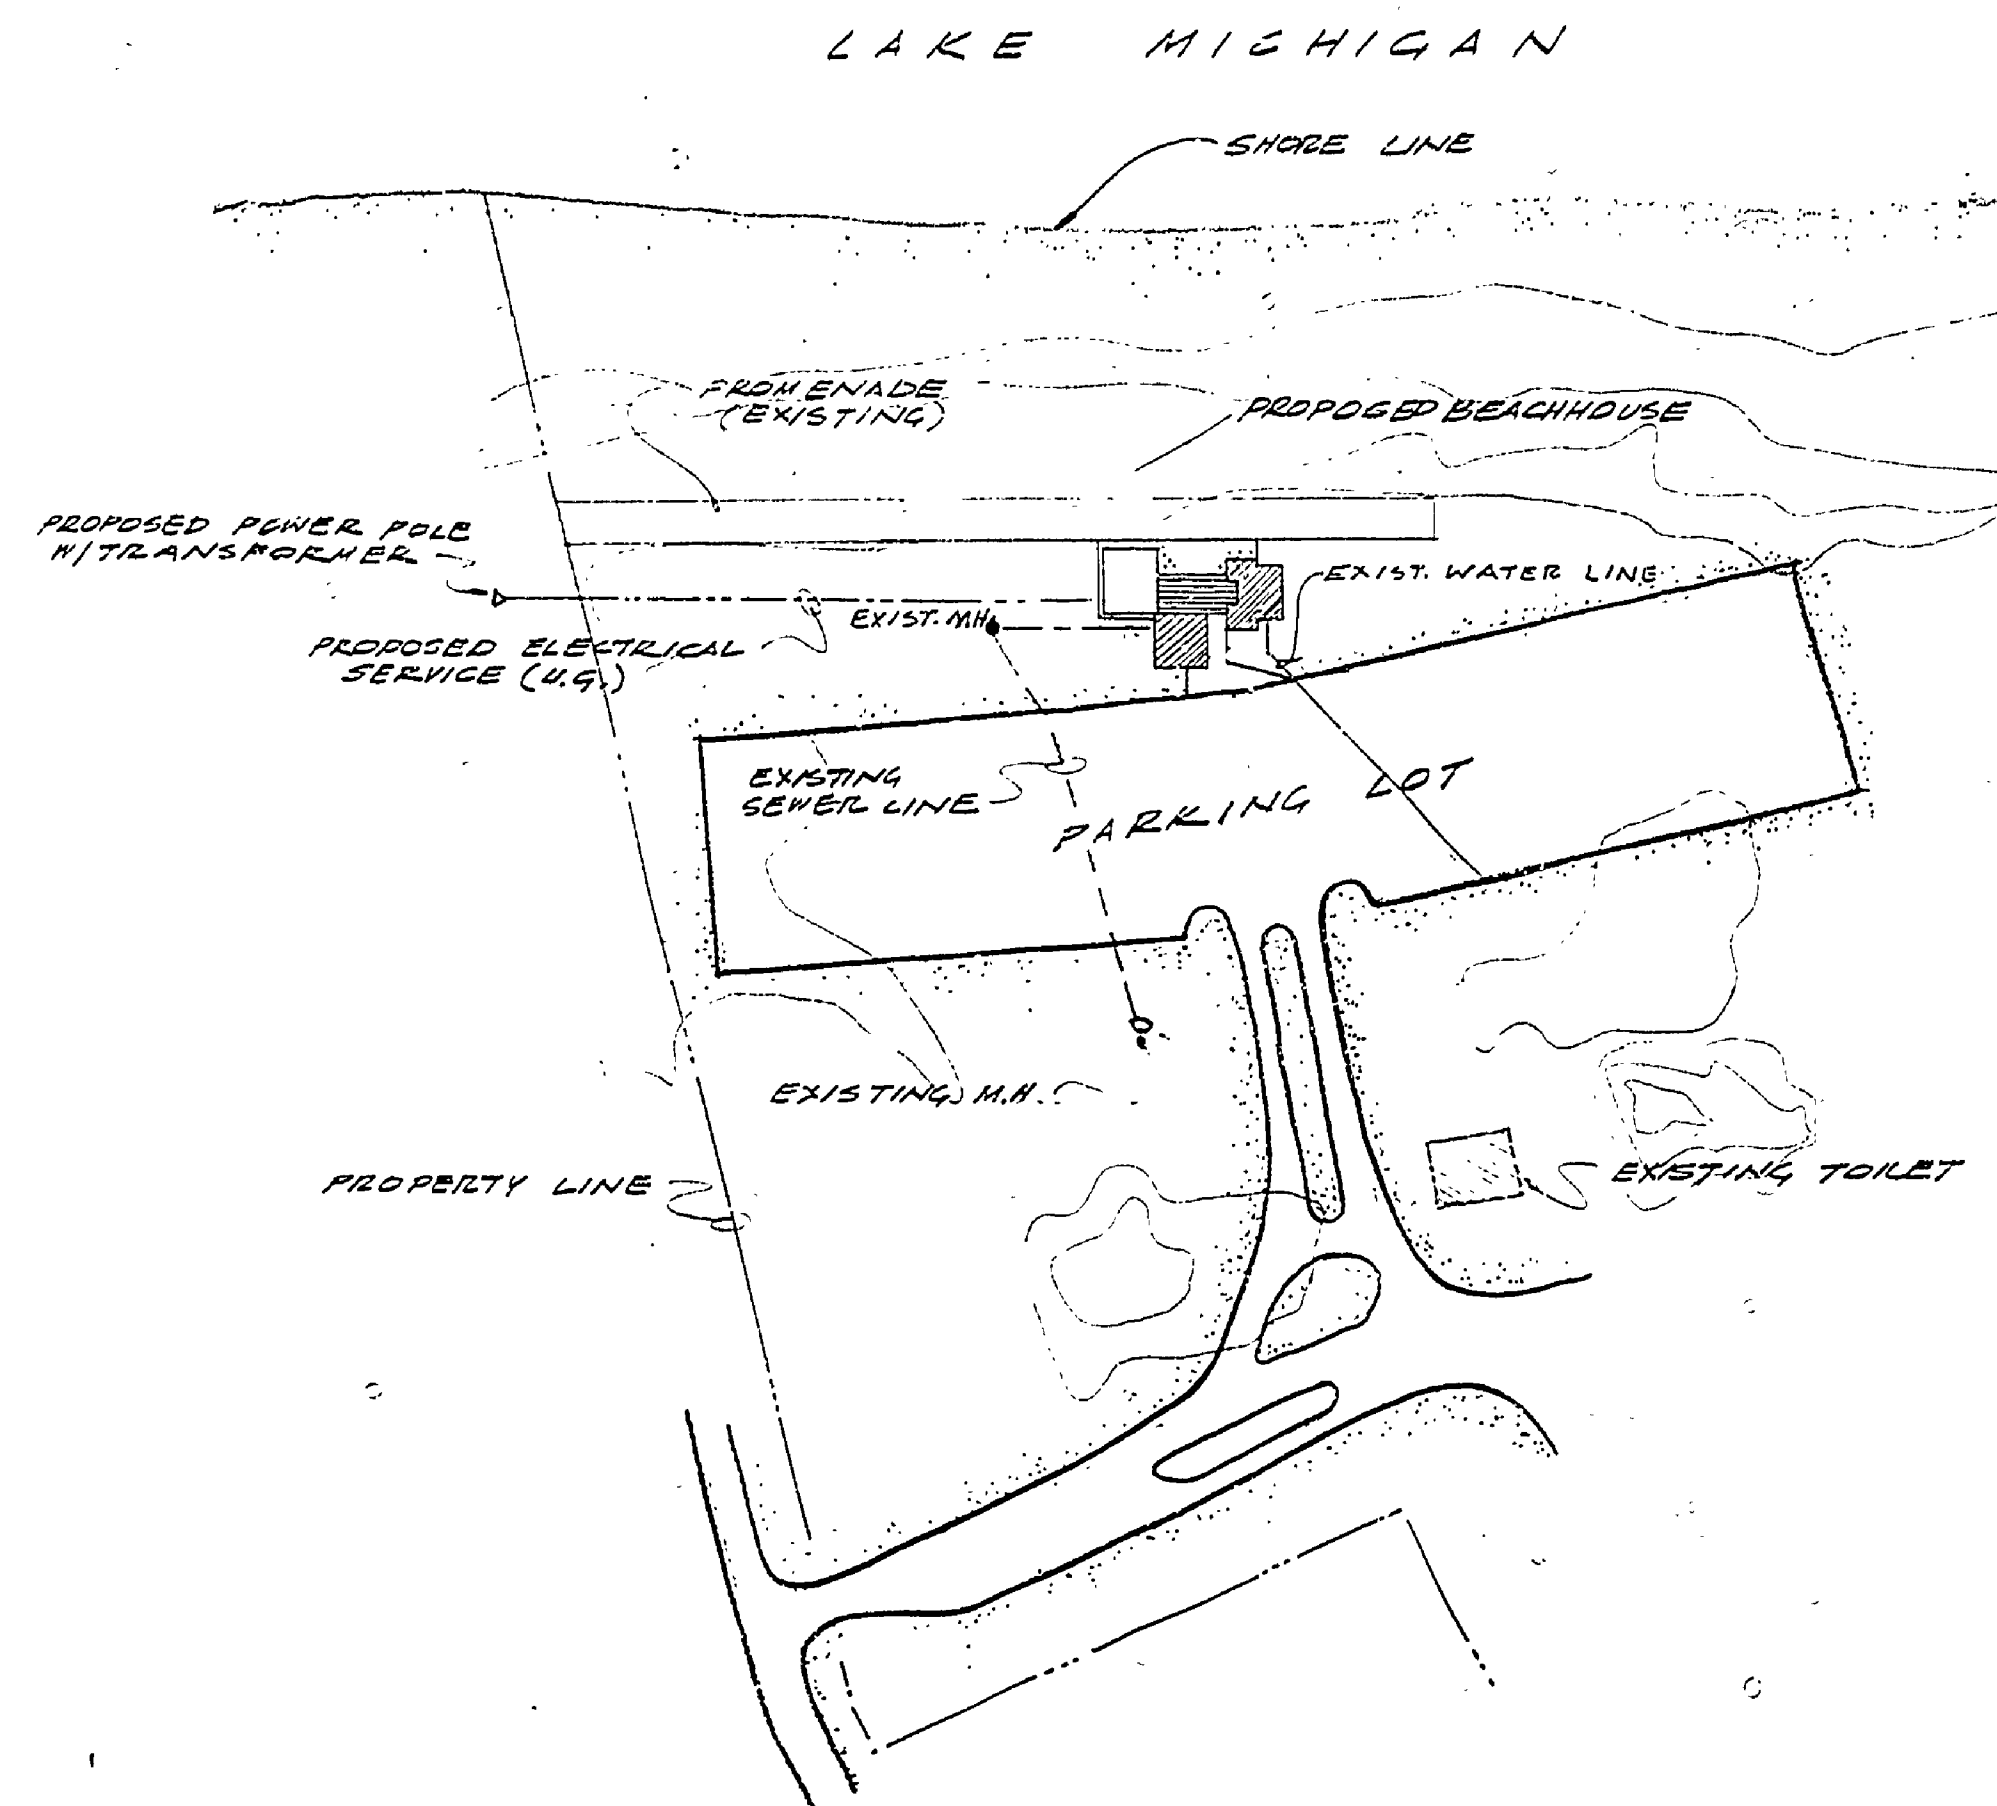 LAKE MICHIGAN
SHORE LINE
PROMENADE
(EXISTING)
PROPOSED BEACHHOUSE
PROPOSED POWER POLE
W/TRANSFORMER
EXIST. WATER LINE
EXIST. M.H.
PROPOSED ELECTRICAL
SERVICE (U.G.)
EXISTING
SEWER LINE
PARKING LOT
EXISTING M.H.
PROPERTY LINE
EXISTING TOILET